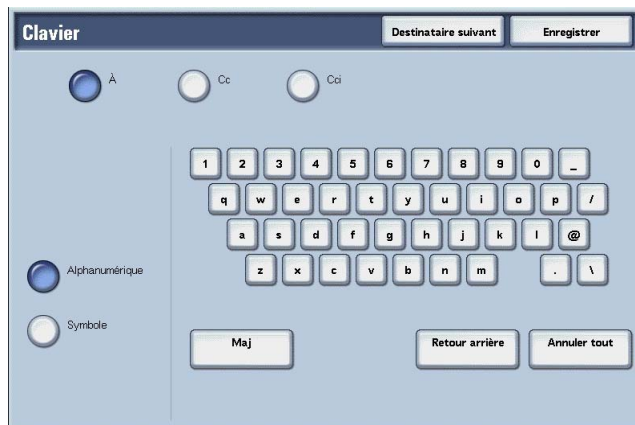 Clavier Destinataire suivant Enregistrer
À Cc Cci
1 2 3 4 5 6 7 8 9 0 _
q w e r t y u i o p /
a s d f g h j k l @
Alphanumérique z x c v b n m . \
Symbole
Maj Retour arrière Annuler tout